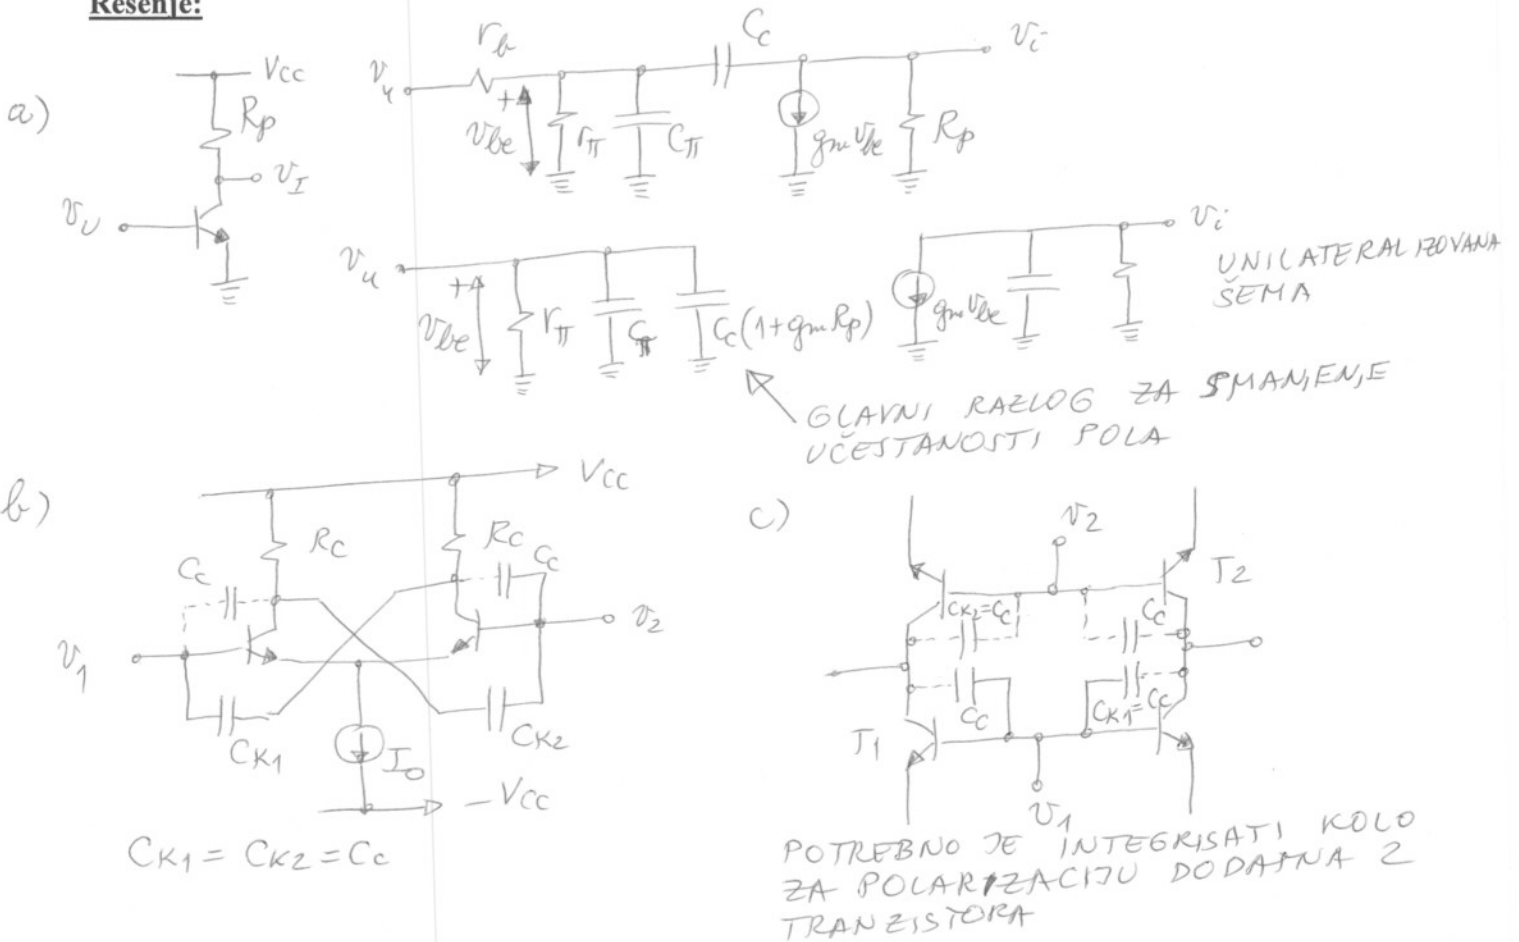 Rešenje:
a)
Vcc
Rp
vI
vU
vu
rb
+
vbe
rπ
Cπ
Cc
gmvbe
Rp
vi
vu
+
vbe
rπ
Cπ
Cc(1+gmRp)
gmvbe
vi
UNILATERALIZOVANA
ŠEMA
GLAVNI RAZLOG ZA SMANJENJE
UČESTANOSTI POLA
b)
Vcc
Rc
Rc
Cc
Cc
v1
v2
CK1
CK2
I0
-Vcc
CK1 = CK2 = Cc
c)
v2
T2
CK2=Cc
Cc
Cc
CK1=Cc
T1
v1
POTREBNO JE INTEGRISATI KOLO
ZA POLARIZACIJU DODATNA 2
TRANZISTORA